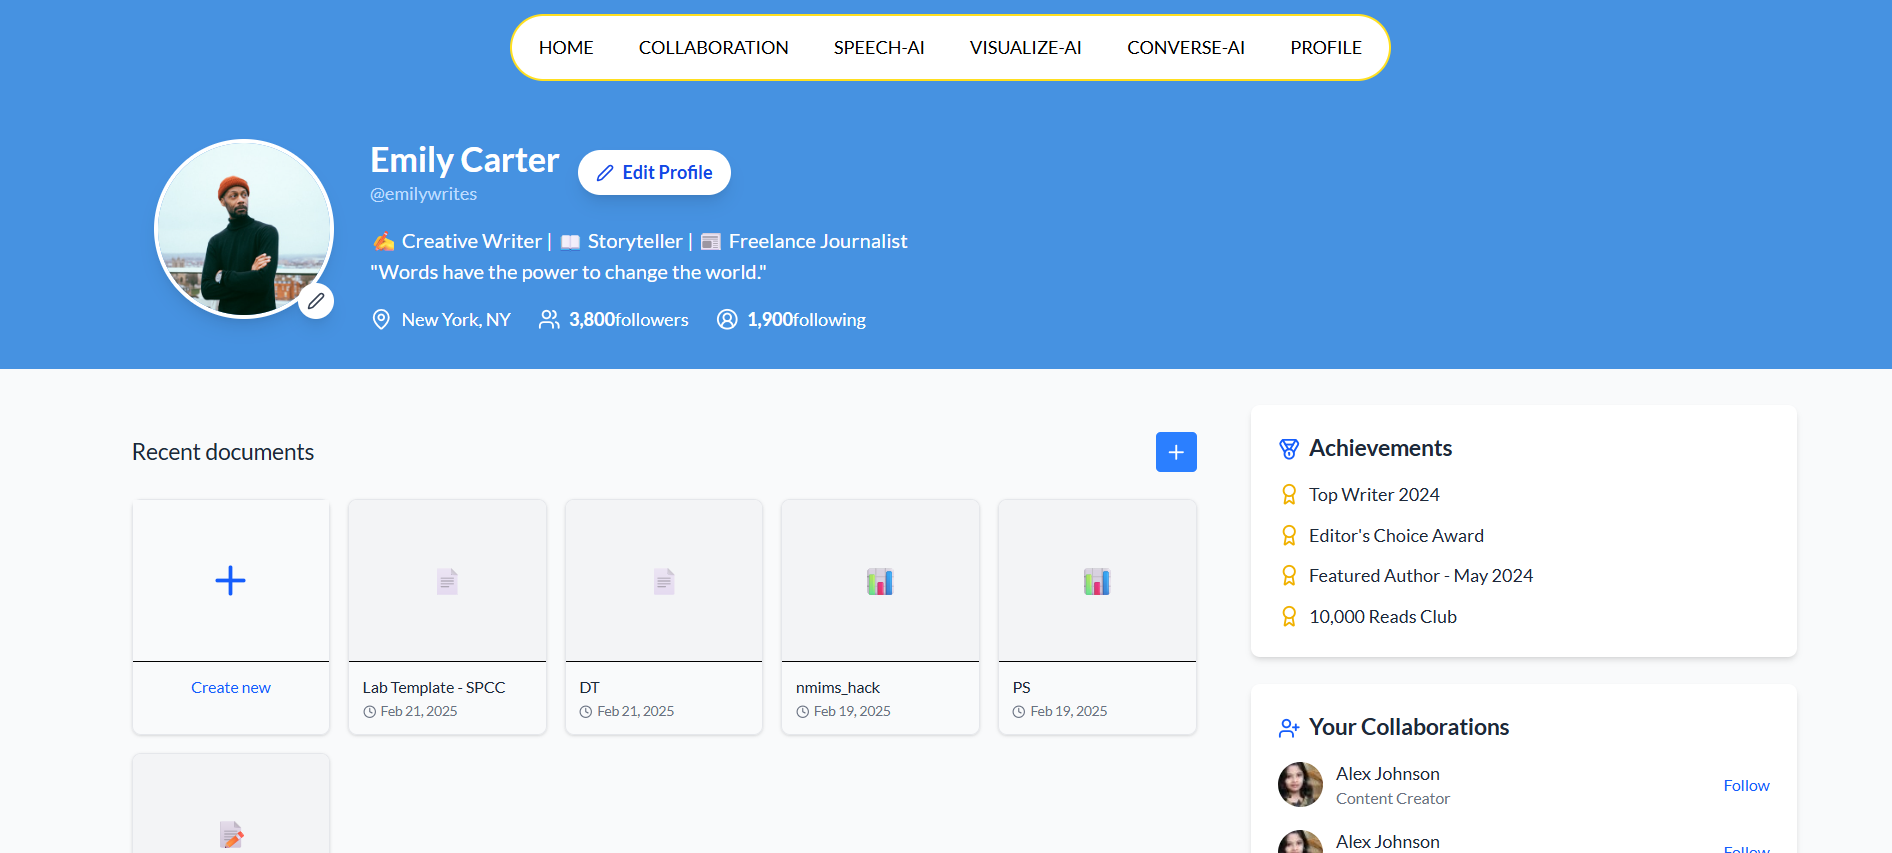 HOME COLLABORATION SPEECH-AI VISUALIZE-AI CONVERSE-AI PROFILE
Emily Carter
Edit Profile
@emilywrites
✍️ Creative Writer | 📖 Storyteller | 📰 Freelance Journalist
"Words have the power to change the world."
New York, NY 3,800followers 1,900following
Recent documents
Create new
Lab Template - SPCC
Feb 21, 2025
DT
Feb 21, 2025
nmims_hack
Feb 19, 2025
PS
Feb 19, 2025
Achievements
Top Writer 2024
Editor's Choice Award
Featured Author - May 2024
10,000 Reads Club
Your Collaborations
Alex Johnson
Content Creator
Follow
Alex Johnson
Follow